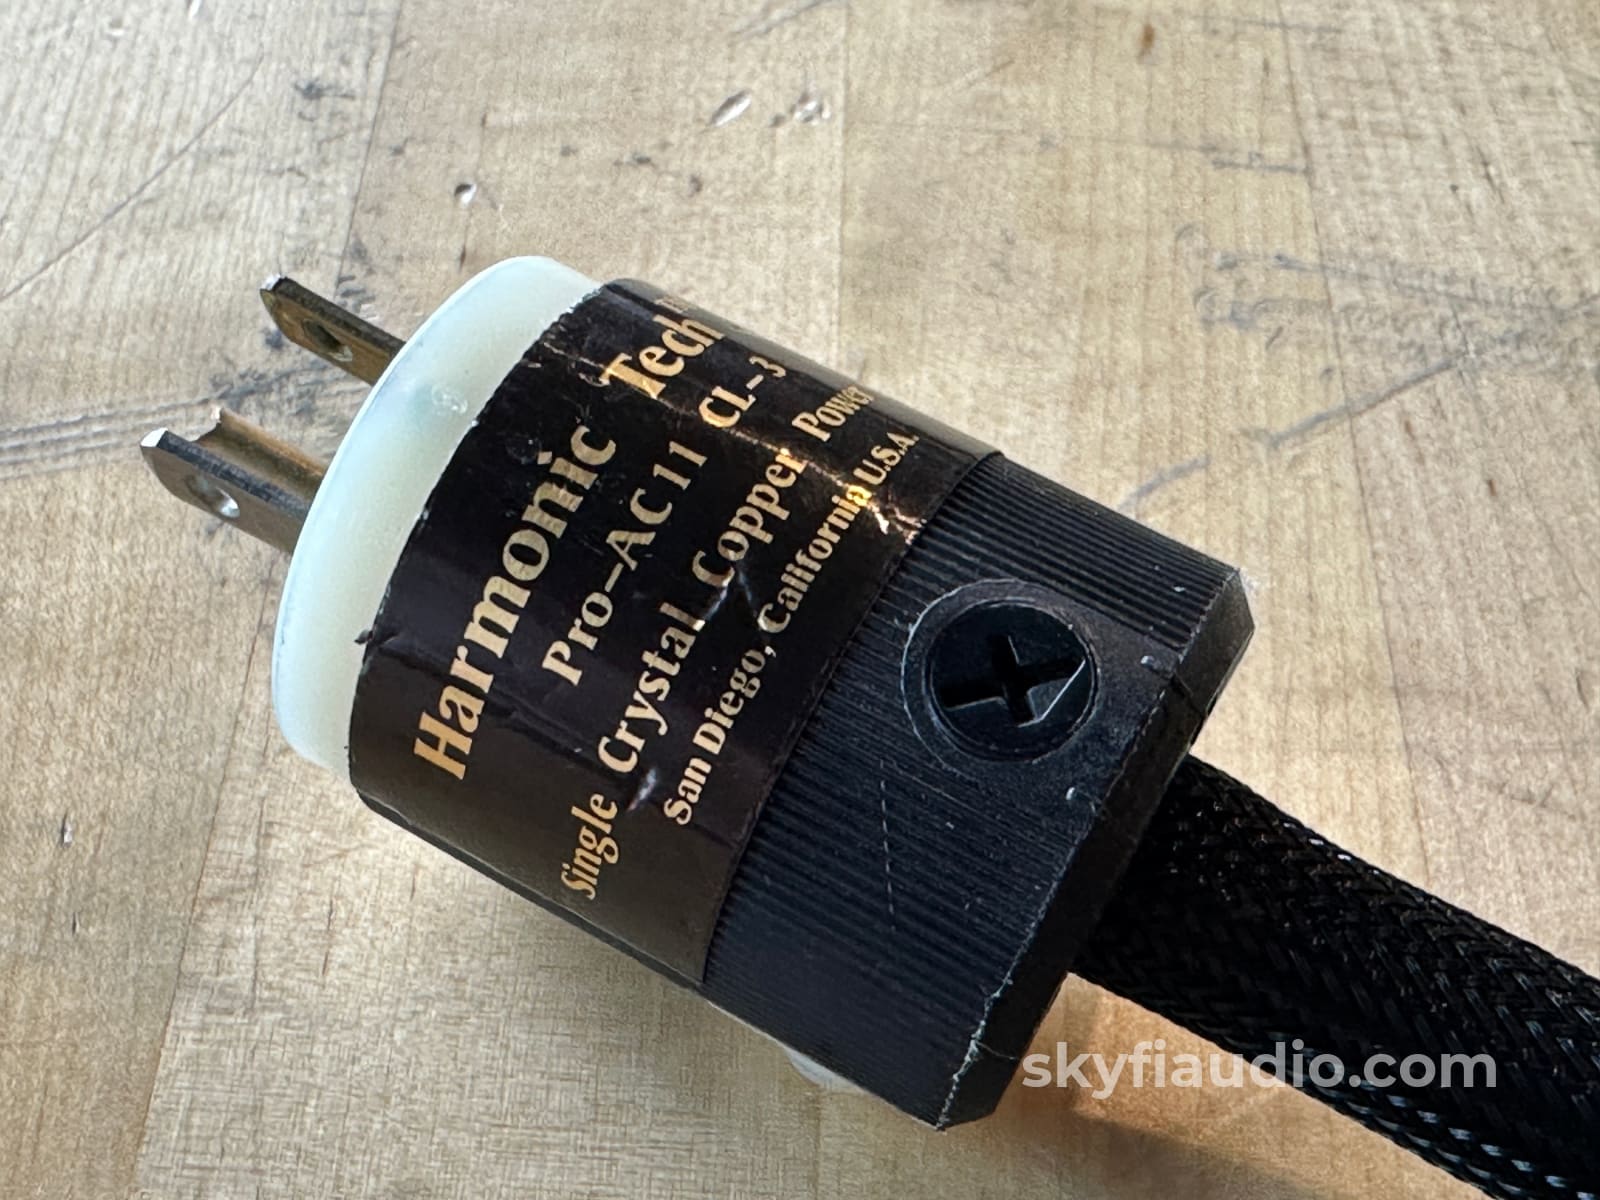 Harmonic Tech
Pro-AC11 CL-3
Single Crystal Copper Power
San Diego, California U.S.A.
skyfiaudio.com